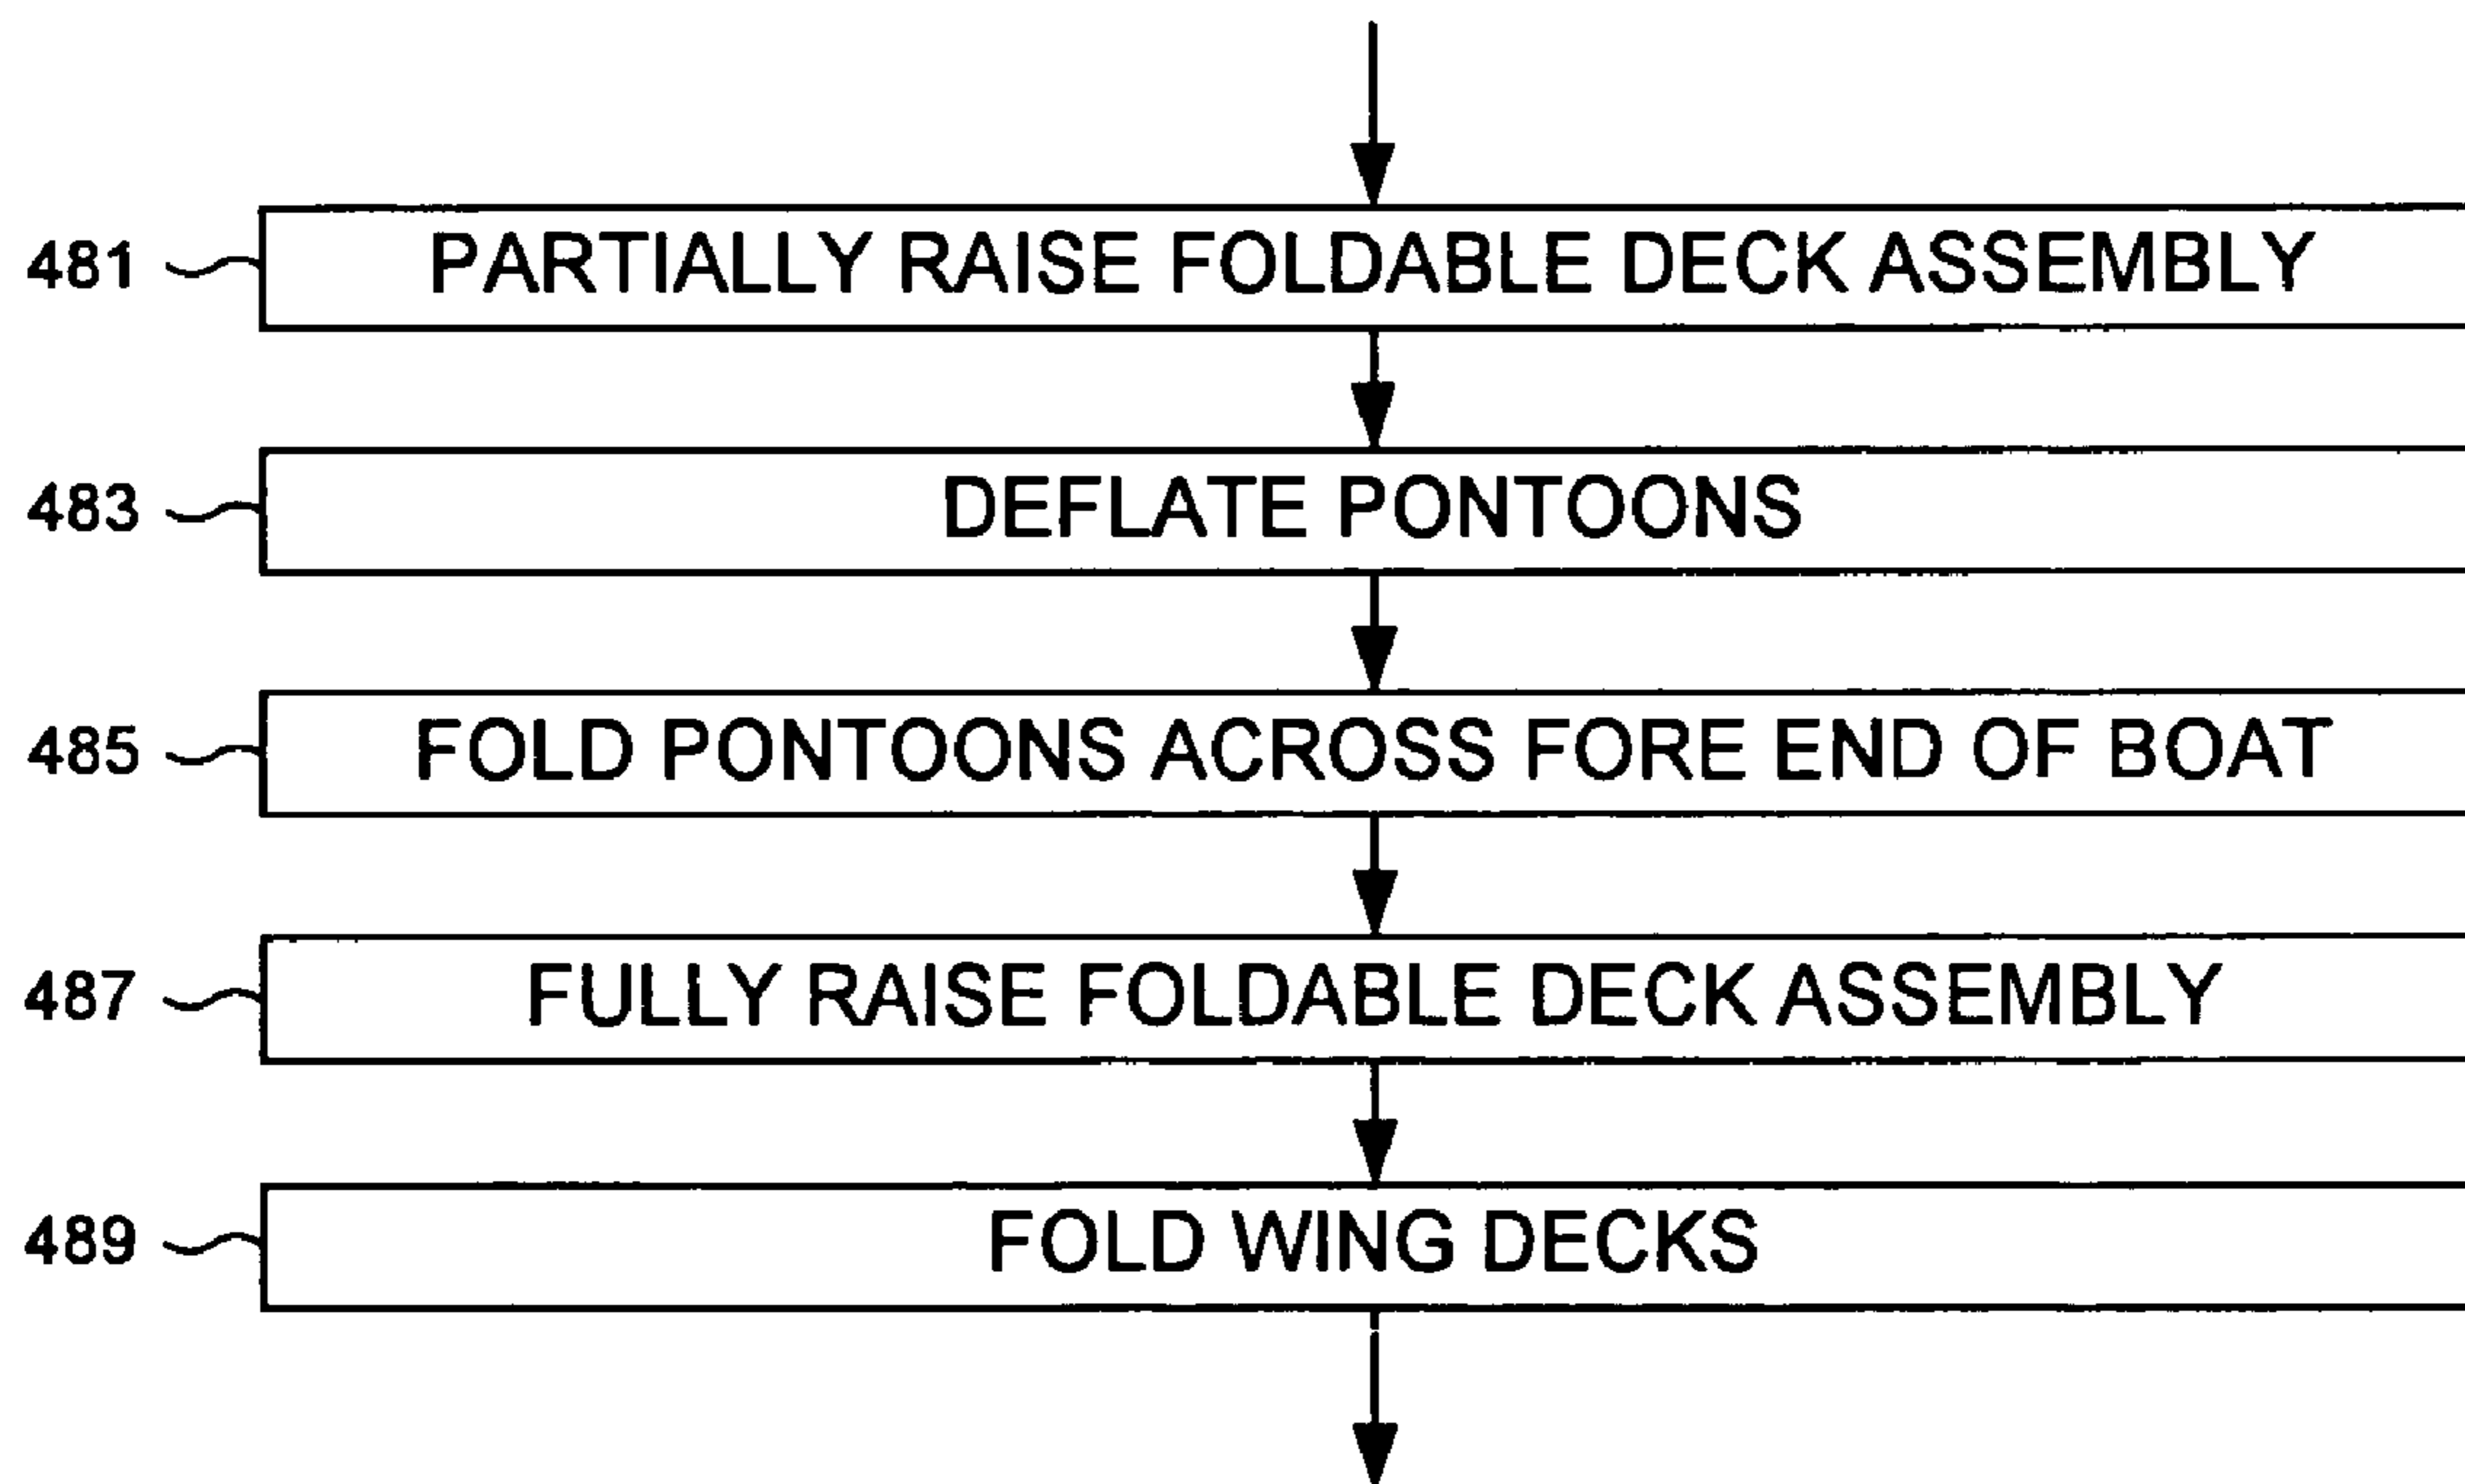 481 PARTIALLY RAISE FOLDABLE DECK ASSEMBLY
483 DEFLATE PONTOONS
485 FOLD PONTOONS ACROSS FORE END OF BOAT
487 FULLY RAISE FOLDABLE DECK ASSEMBLY
489 FOLD WING DECKS